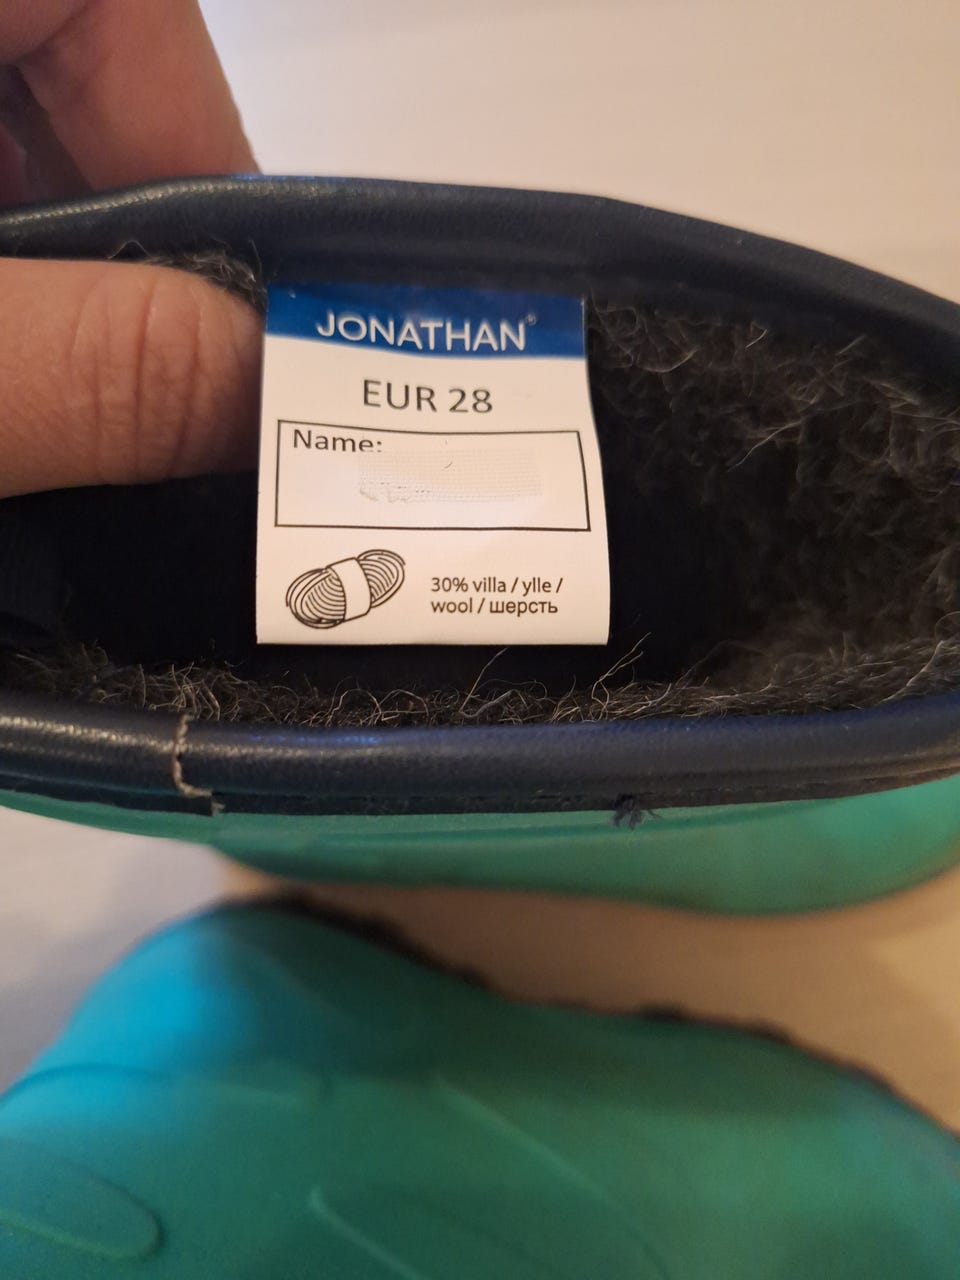 JONATHAN®
EUR 28
Name:
30% villa / ylle /
wool / шерсть